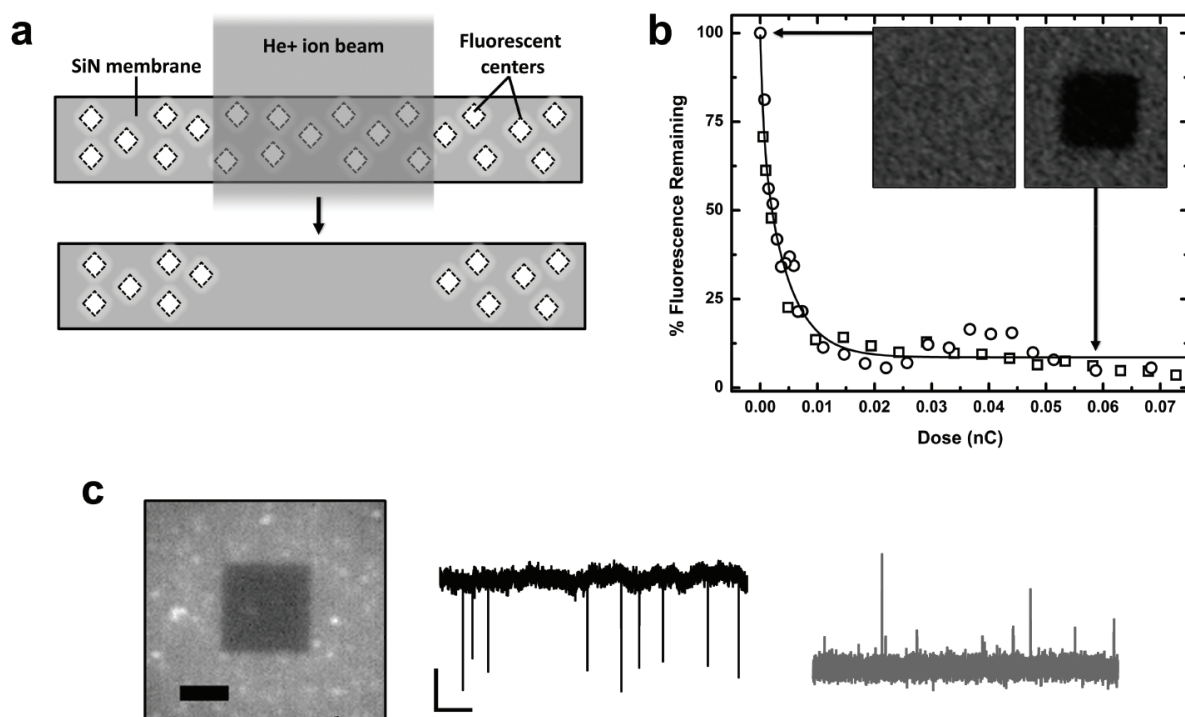 a
He+ ion beam
SiN membrane
Fluorescent
centers
b
% Fluorescence Remaining
100
75
50
25
0
0.00 0.01 0.02 0.03 0.04 0.05 0.06 0.07
Dose (nC)
c